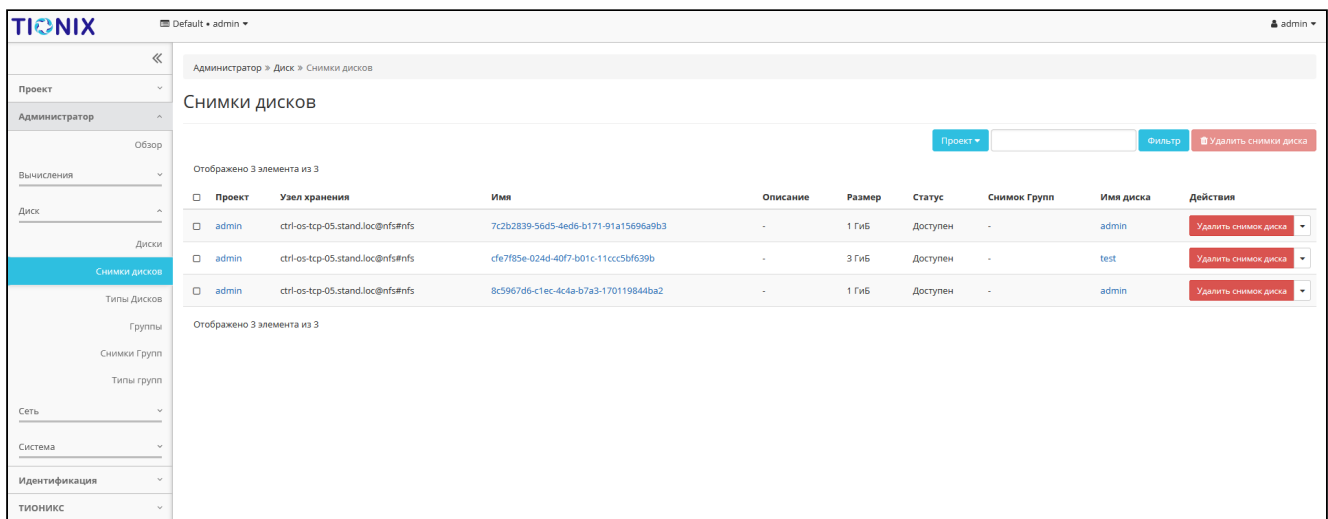 TIONIX Default • admin admin
Администратор » Диск » Снимки дисков
Проект
Снимки дисков
Администратор
Проект Фильтр Удалить снимки диска
Обзор
Отображено 3 элемента из 3
Вычисления
Проект Узел хранения Имя Описание Размер Статус Снимок Групп Имя диска Действия
Диск
admin ctrl-os-tcp-05.stand.loc@nfs#nfs 7c2b2839-56d5-4ed6-b171-91a15696a9b3 - 1 ГиБ Доступен - admin Удалить снимок диска
Диски
admin ctrl-os-tcp-05.stand.loc@nfs#nfs cfe7f85e-024d-40f7-b01c-11ccc5bf639b - 3 ГиБ Доступен - test Удалить снимок диска
Снимки дисков
admin ctrl-os-tcp-05.stand.loc@nfs#nfs 8c5967d6-c1ec-4c4a-b7a3-170119844ba2 - 1 ГиБ Доступен - admin Удалить снимок диска
Типы Дисков
Отображено 3 элемента из 3
Группы
Снимки Групп
Типы групп
Сеть
Система
Идентификация
ТИОНИКС